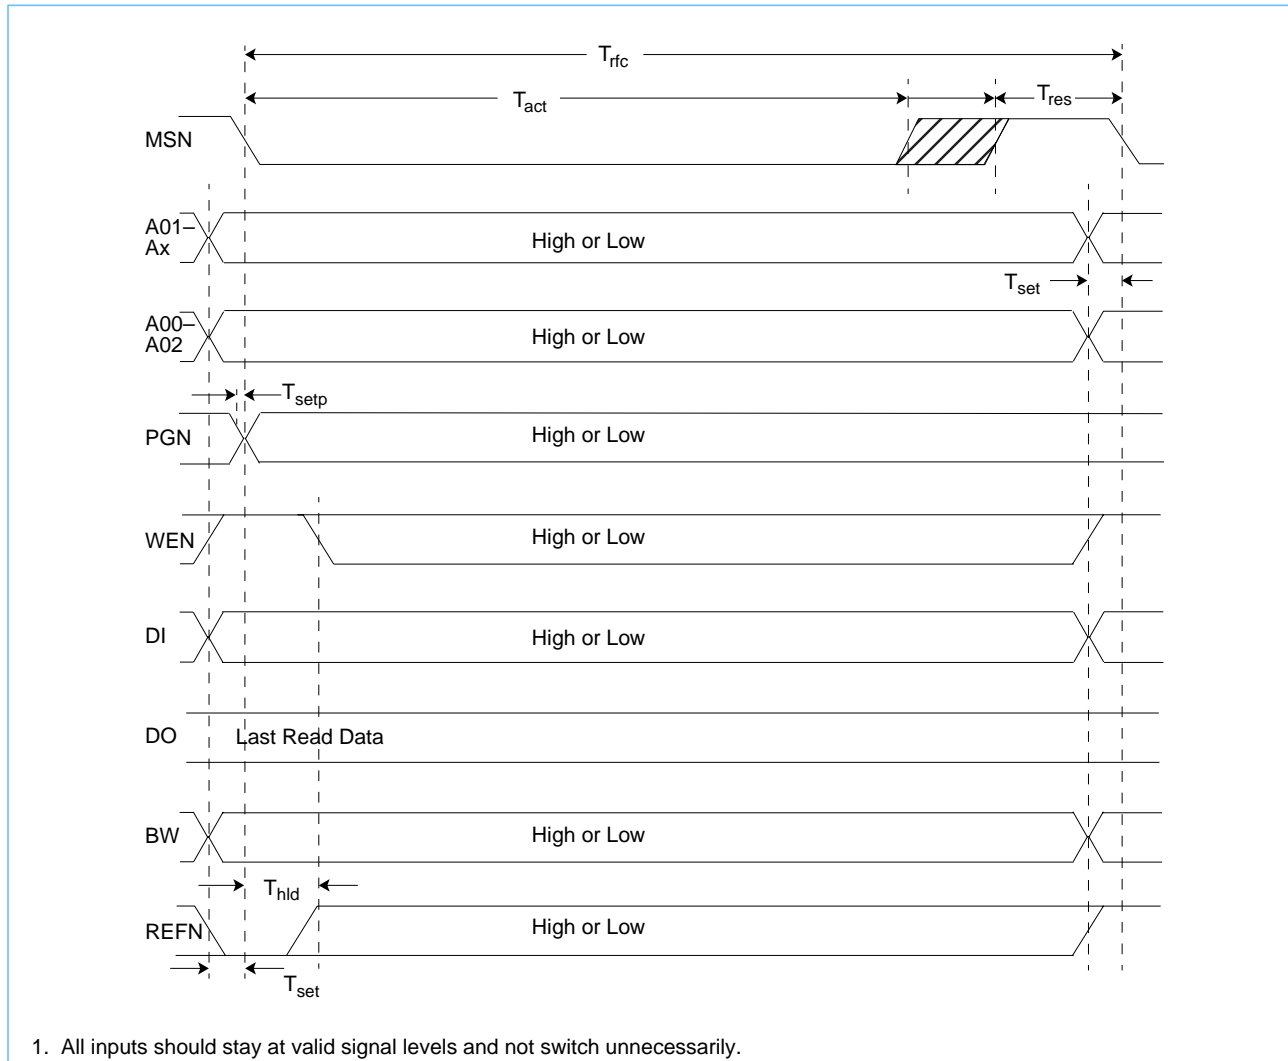 Trfc
Tact
Tres
MSN
A01–
Ax
High or Low
Tset
A00–
A02
High or Low
Tsetp
PGN
High or Low
WEN
High or Low
DI
High or Low
DO
Last Read Data
BW
High or Low
Thld
REFN
High or Low
Tset
1. All inputs should stay at valid signal levels and not switch unnecessarily.